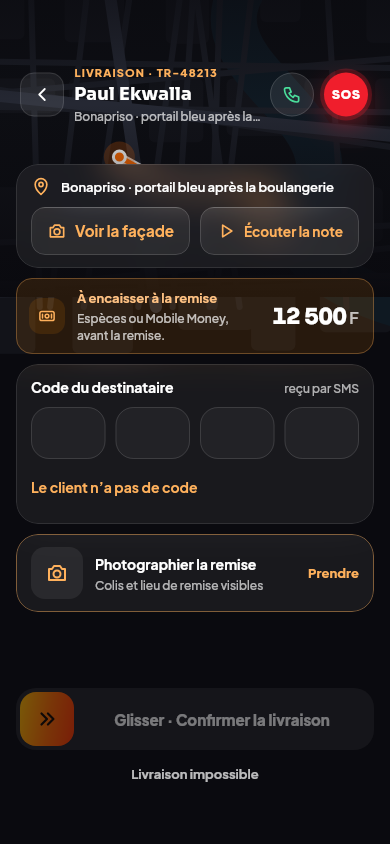 LIVRAISON · TR-48213
Paul Ekwalla
Bonapriso · portail bleu après la...
SOS
Bonapriso · portail bleu après la boulangerie
Voir la façade
Écouter la note
À encaisser à la remise
Espèces ou Mobile Money,
avant la remise.
12 500 F
Code du destinataire
reçu par SMS
Le client n’a pas de code
Photographier la remise
Colis et lieu de remise visibles
Prendre
Glisser · Confirmer la livraison
Livraison impossible